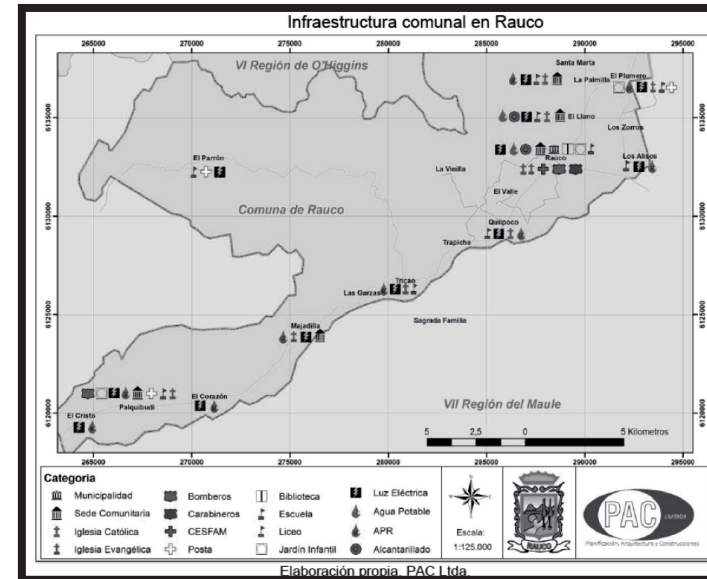 Infraestructura comunal en Rauco
265000 270000 275000 280000 285000 290000 295000
VI Región de O'Higgins
Santa Marta
La Palmilla
El Plumero
6135000
6135000
El Llano
Los Zorros
Rauco
Los Alisos
El Parrón
La Vinilla
El Valle
6130000
6130000
Comuna de Rauco
Quilpoco
Trapiche
Tricao
Las Garzas
6125000
6125000
Sagrada Familia
Majadilla
El Corazón
Palquibudi
El Cristo
6120000
6120000
VII Región del Maule
5 2,5 0 5 Kilometros
265000 270000 275000 280000 285000 290000 295000
Categoria
Municipalidad
Sede Comunitaria
Iglesia Católica
Iglesia Evangélica
Bomberos
Carabineros
CESFAM
Posta
Biblioteca
Escuela
Liceo
Jardín Infantil
Luz Eléctrica
Agua Potable
APR
Alcantarillado
Escala:
1:125.000
RAUCO
PAC
LIMITADA
Planificación, Arquitectura y Construcciones
Elaboración propia. PAC Ltda.